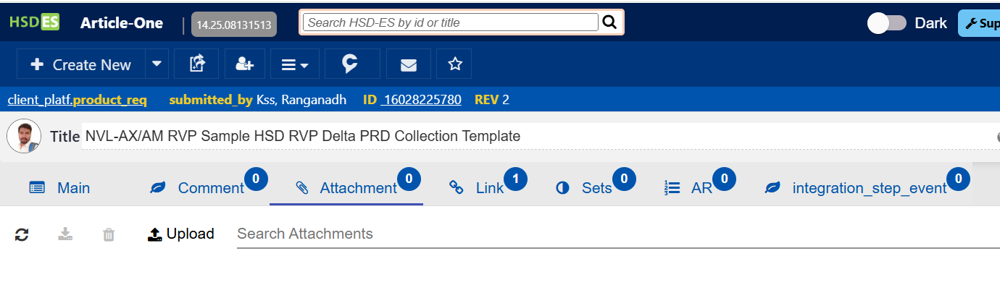 HSDES Article-One | 14.25.08131513 Search HSD-ES by id or title Dark Sup
Create New
client_platf.product_req submitted_by Kss, Ranganadh ID 16028225780 REV 2
Title NVL-AX/AM RVP Sample HSD RVP Delta PRD Collection Template
Main Comment 0 Attachment 0 Link 1 Sets 0 AR 0 integration_step_event 0
Upload Search Attachments